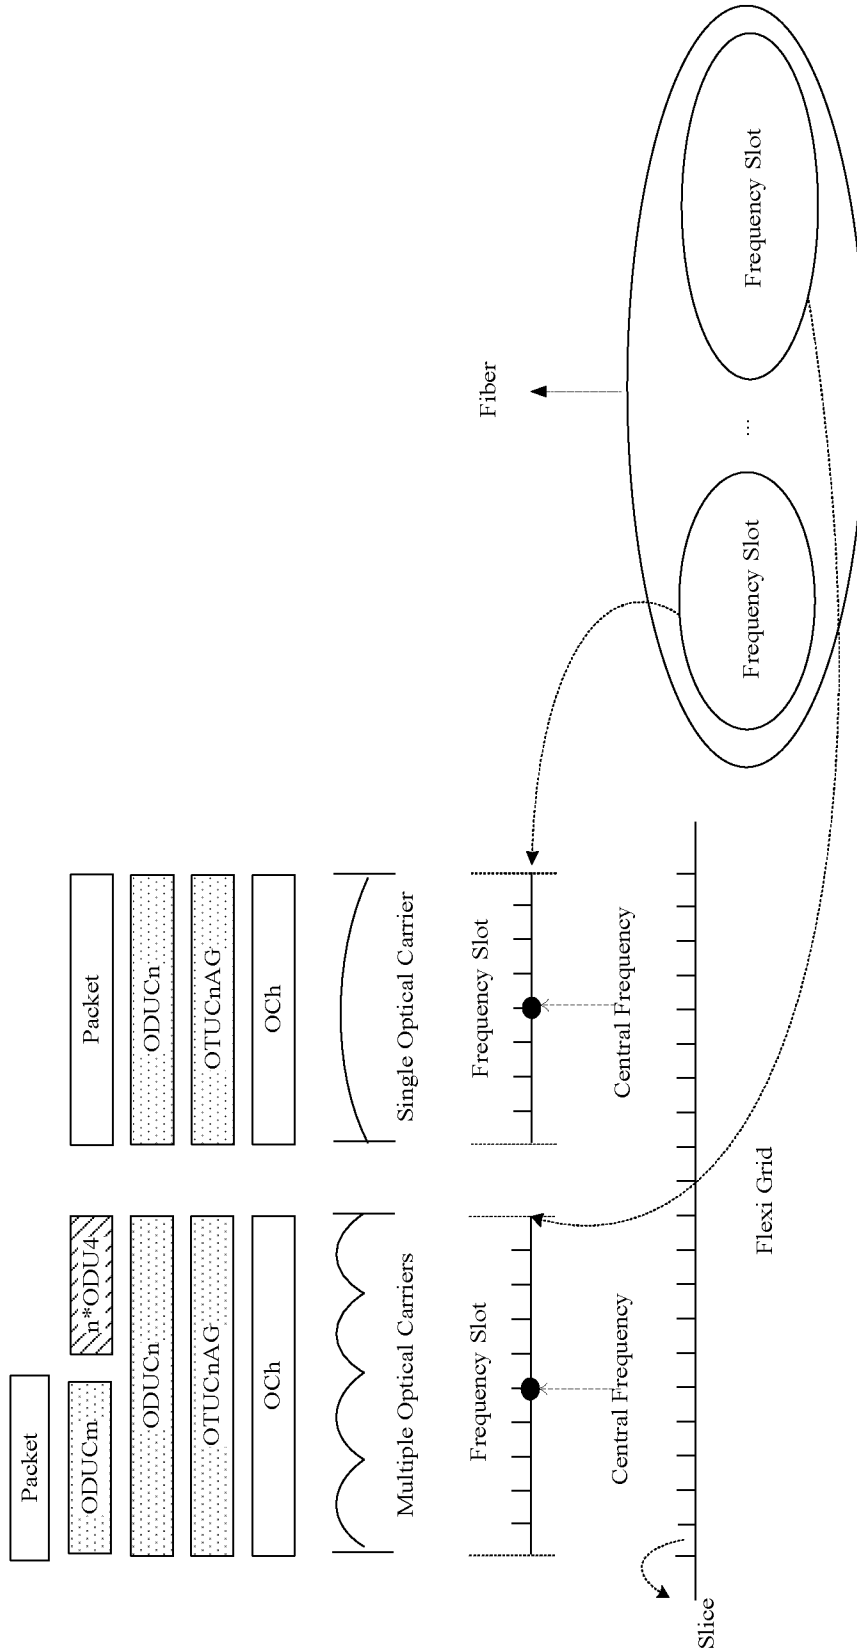 Packet
ODUCm
n*ODU4
Packet
ODUCn
ODUCn
OTUCnAG
OTUCnAG
OCh
OCh
Multiple Optical Carriers
Single Optical Carrier
Frequency Slot
Frequency Slot
Fiber
Central Frequency
Central Frequency
Slice
Flexi Grid
Frequency Slot
...
Frequency Slot